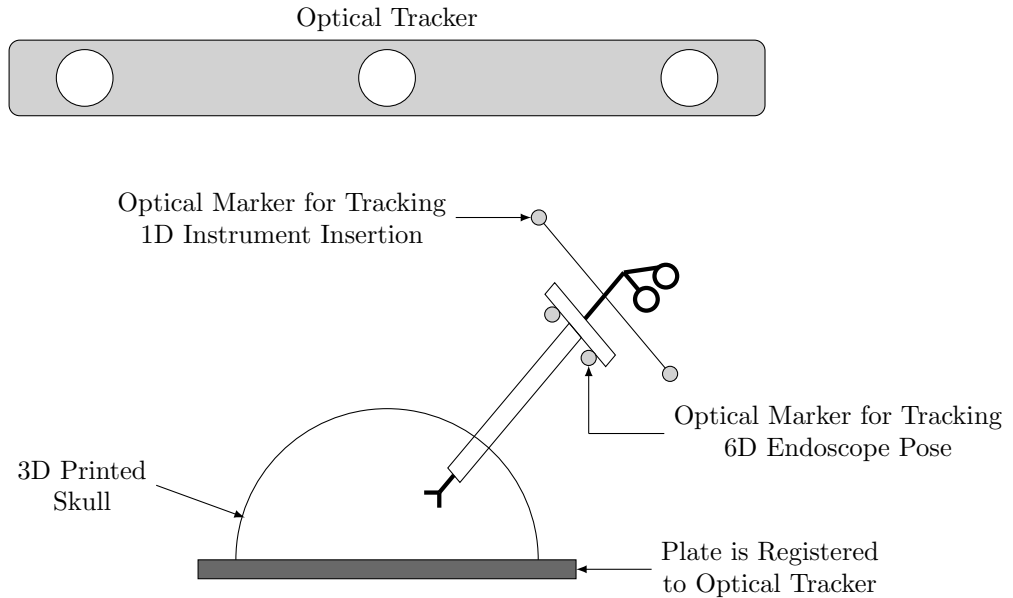 Optical Tracker
Optical Marker for Tracking
1D Instrument Insertion
Optical Marker for Tracking
6D Endoscope Pose
3D Printed
Skull
Plate is Registered
to Optical Tracker